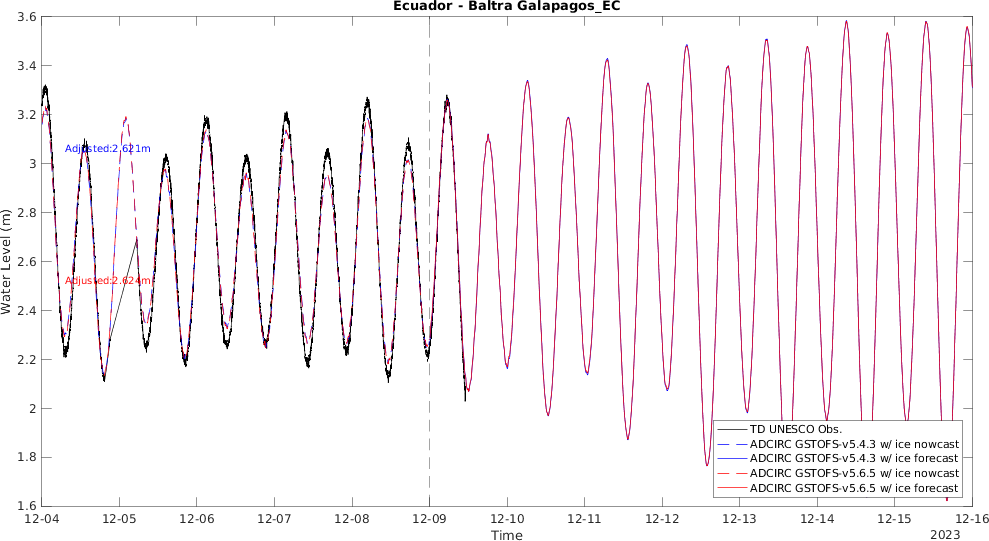 Ecuador - Baltra Galapagos_EC
3.6
3.4
3.2
3
2.8
2.6
2.4
2.2
2
1.8
1.6
Water Level (m)
Adjusted:2.621m
Adjusted:2.624m
TD UNESCO Obs.
ADCIRC GSTOFS-v5.4.3 w/ ice nowcast
ADCIRC GSTOFS-v5.4.3 w/ ice forecast
ADCIRC GSTOFS-v5.6.5 w/ ice nowcast
ADCIRC GSTOFS-v5.6.5 w/ ice forecast
12-04 12-05 12-06 12-07 12-08 12-09 12-10 12-11 12-12 12-13 12-14 12-15 12-16
Time
2023